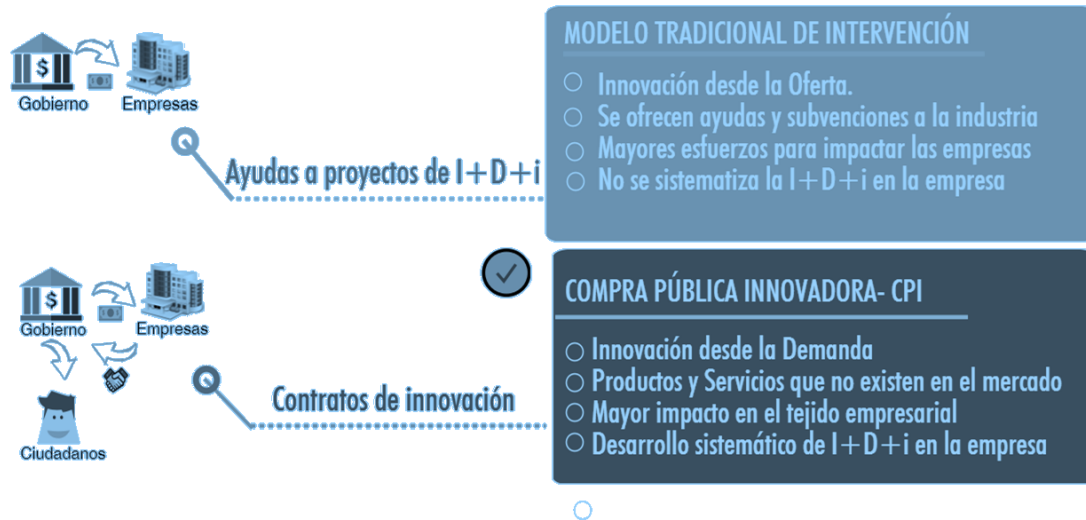 MODELO TRADICIONAL DE INTERVENCIÓN
Innovación desde la Oferta.
Se ofrecen ayudas y subvenciones a la industria
Mayores esfuerzos para impactar las empresas
No se sistematiza la I+D+i en la empresa
$
Gobierno
Empresas
Ayudas a proyectos de I+D+i
COMPRA PÚBLICA INNOVADORA- CPI
Innovación desde la Demanda
Productos y Servicios que no existen en el mercado
Mayor impacto en el tejido empresarial
Desarrollo sistemático de I+D+i en la empresa
$
Gobierno
Empresas
Contratos de innovación
Ciudadanos